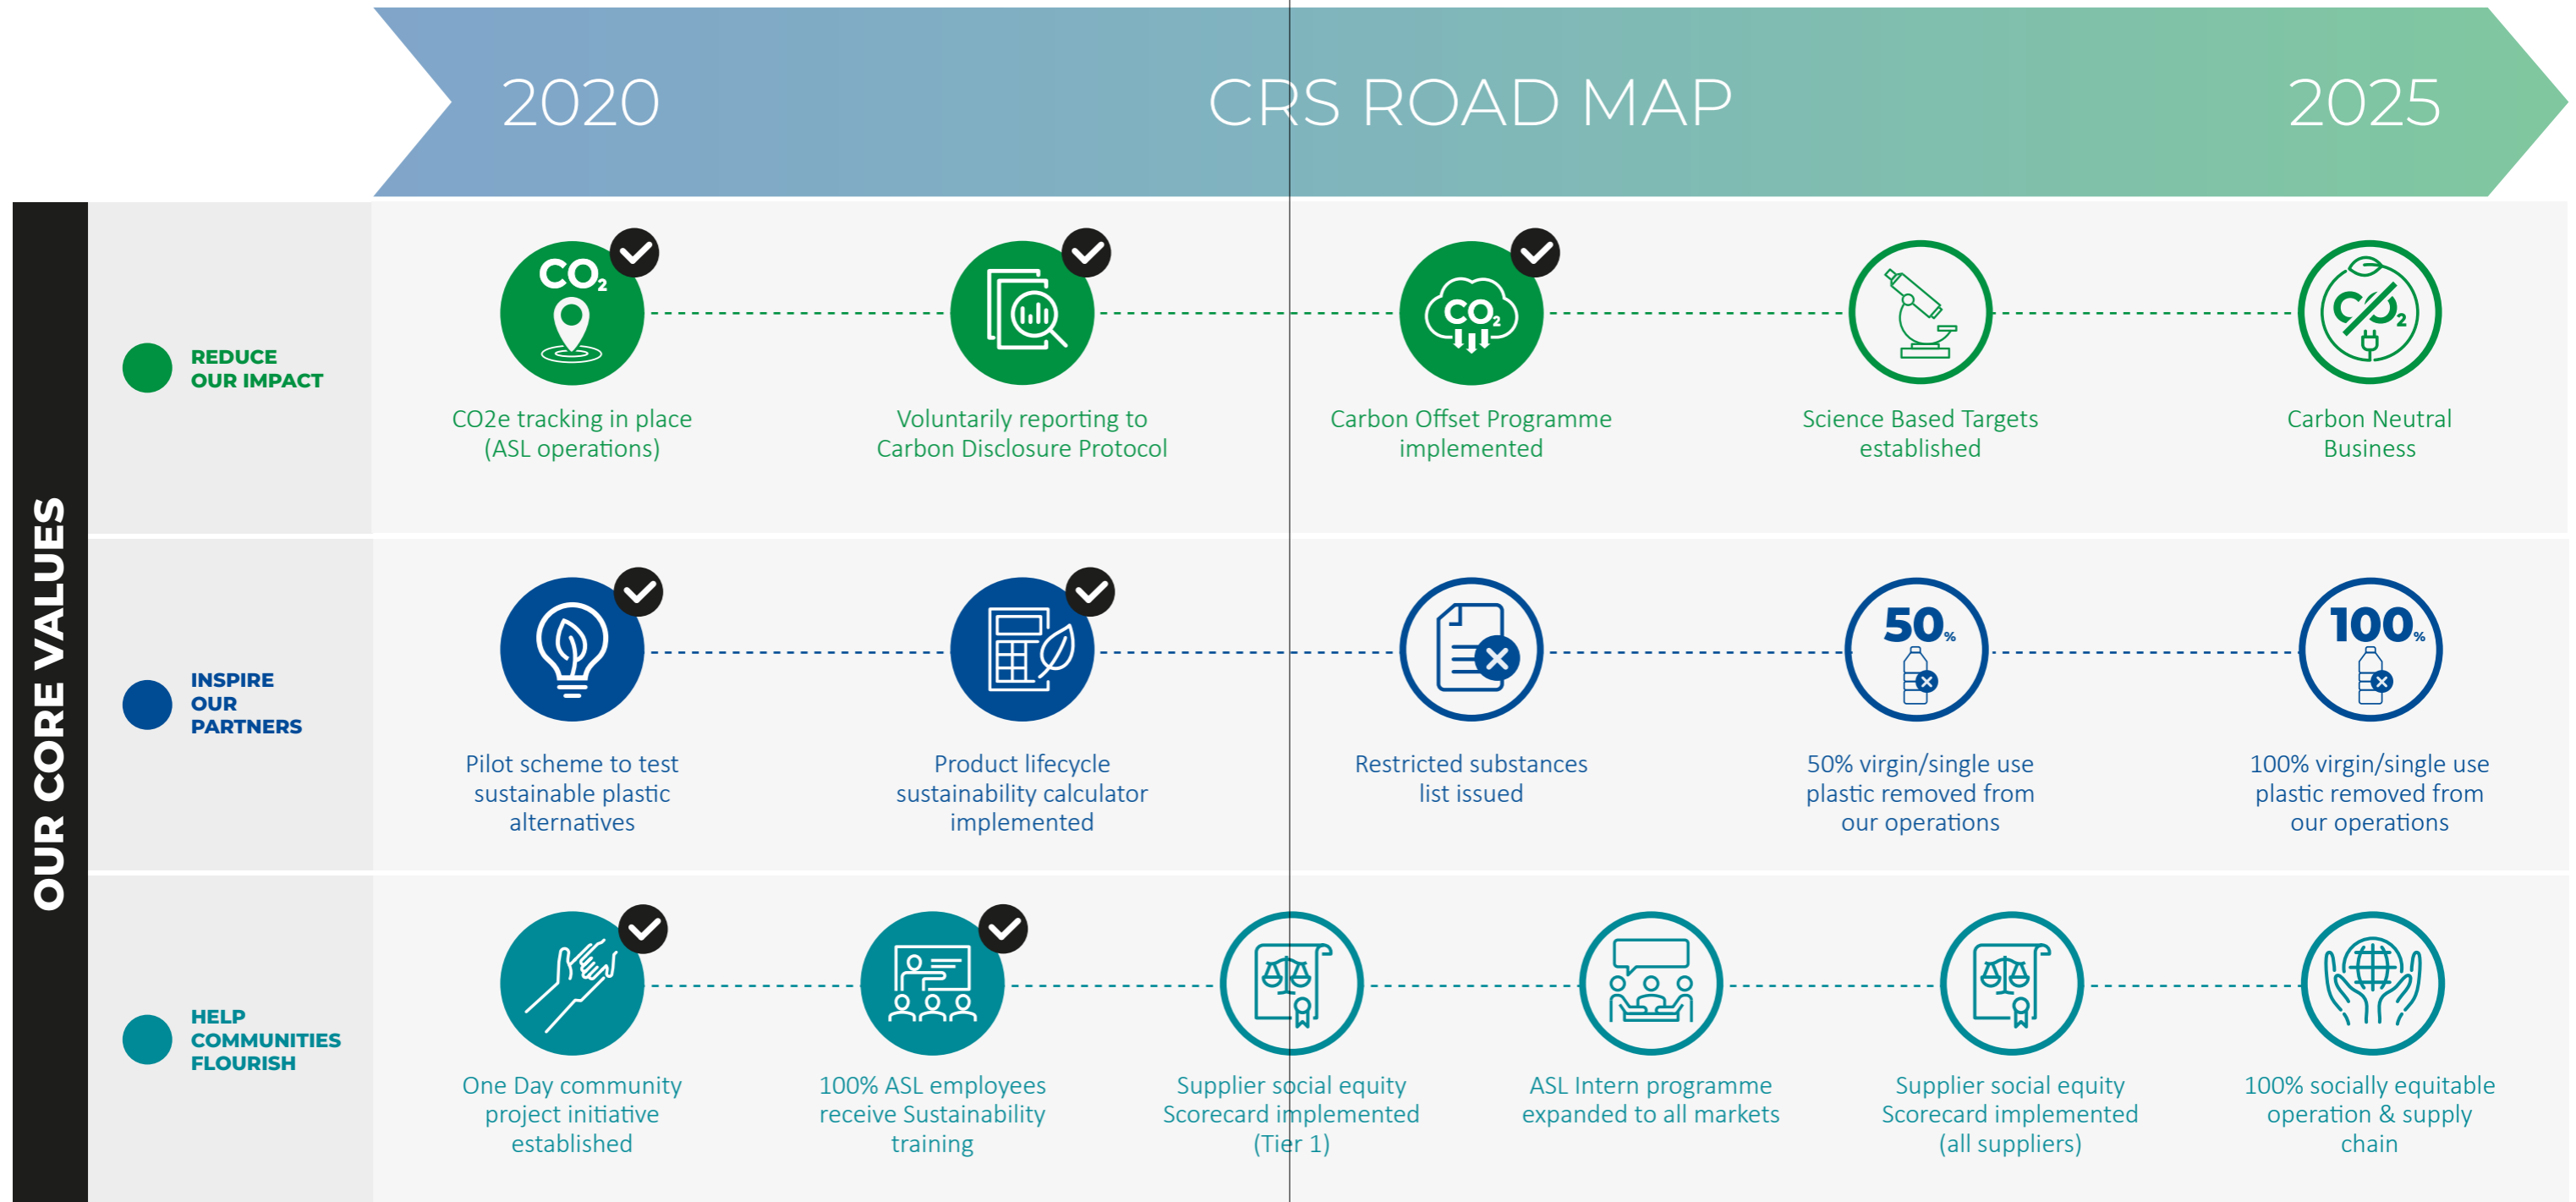 2020
CRS ROAD MAP
2025
OUR CORE VALUES
REDUCE
OUR IMPACT
CO2
CO2
CO2
CO2e tracking in place
(ASL operations)
Voluntarily reporting to
Carbon Disclosure Protocol
Carbon Offset Programme
implemented
Science Based Targets
established
Carbon Neutral
Business
INSPIRE
OUR
PARTNERS
50%
100%
Pilot scheme to test
sustainable plastic
alternatives
Product lifecycle
sustainability calculator
implemented
Restricted substances
list issued
50% virgin/single use
plastic removed from
our operations
100% virgin/single use
plastic removed from
our operations
HELP
COMMUNITIES
FLOURISH
One Day community
project initiative
established
100% ASL employees
receive Sustainability
training
Supplier social equity
Scorecard implemented
(Tier 1)
ASL Intern programme
expanded to all markets
Supplier social equity
Scorecard implemented
(all suppliers)
100% socially equitable
operation & supply
chain